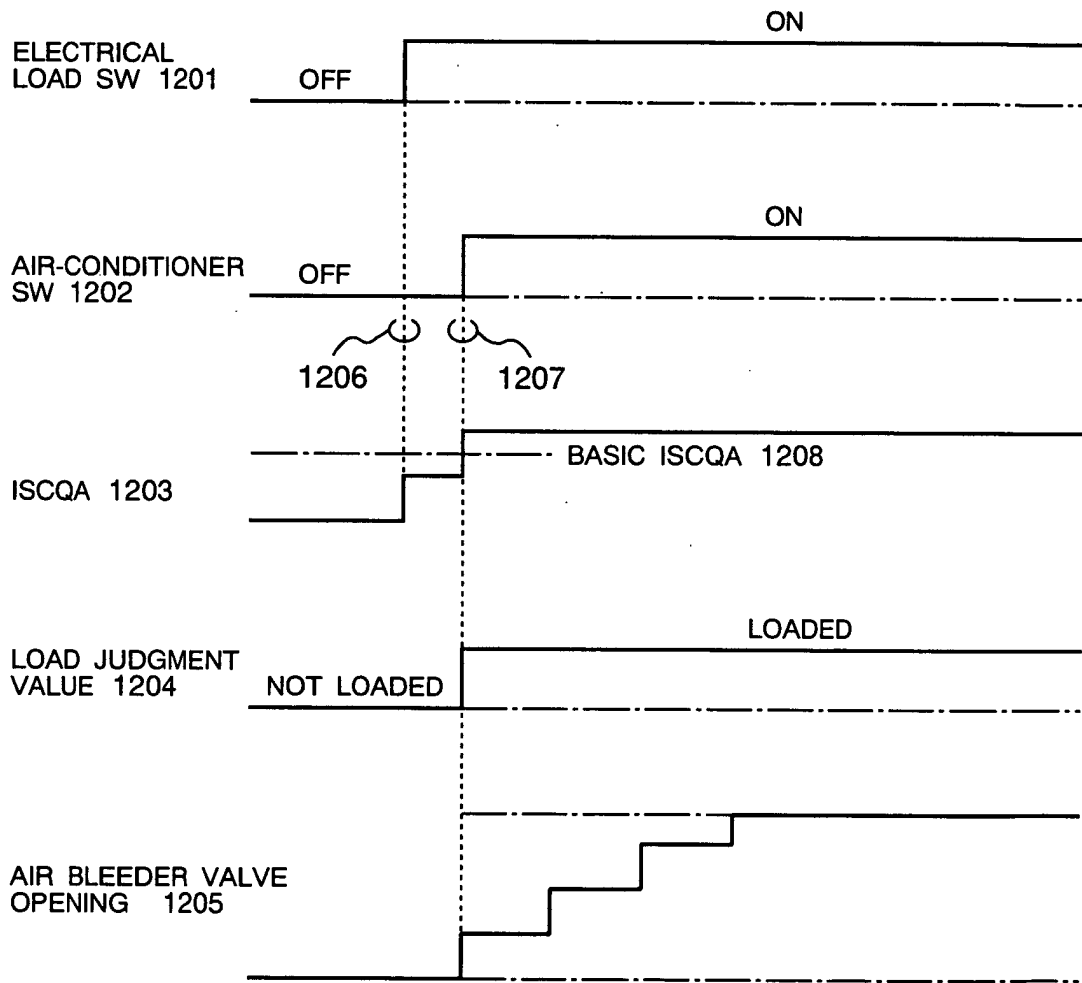 ON
ELECTRICAL
LOAD SW 1201
OFF
ON
AIR-CONDITIONER
SW 1202
OFF
1206
1207
BASIC ISCQA 1208
ISCQA 1203
LOADED
LOAD JUDGMENT
VALUE 1204
NOT LOADED
AIR BLEEDER VALVE
OPENING 1205